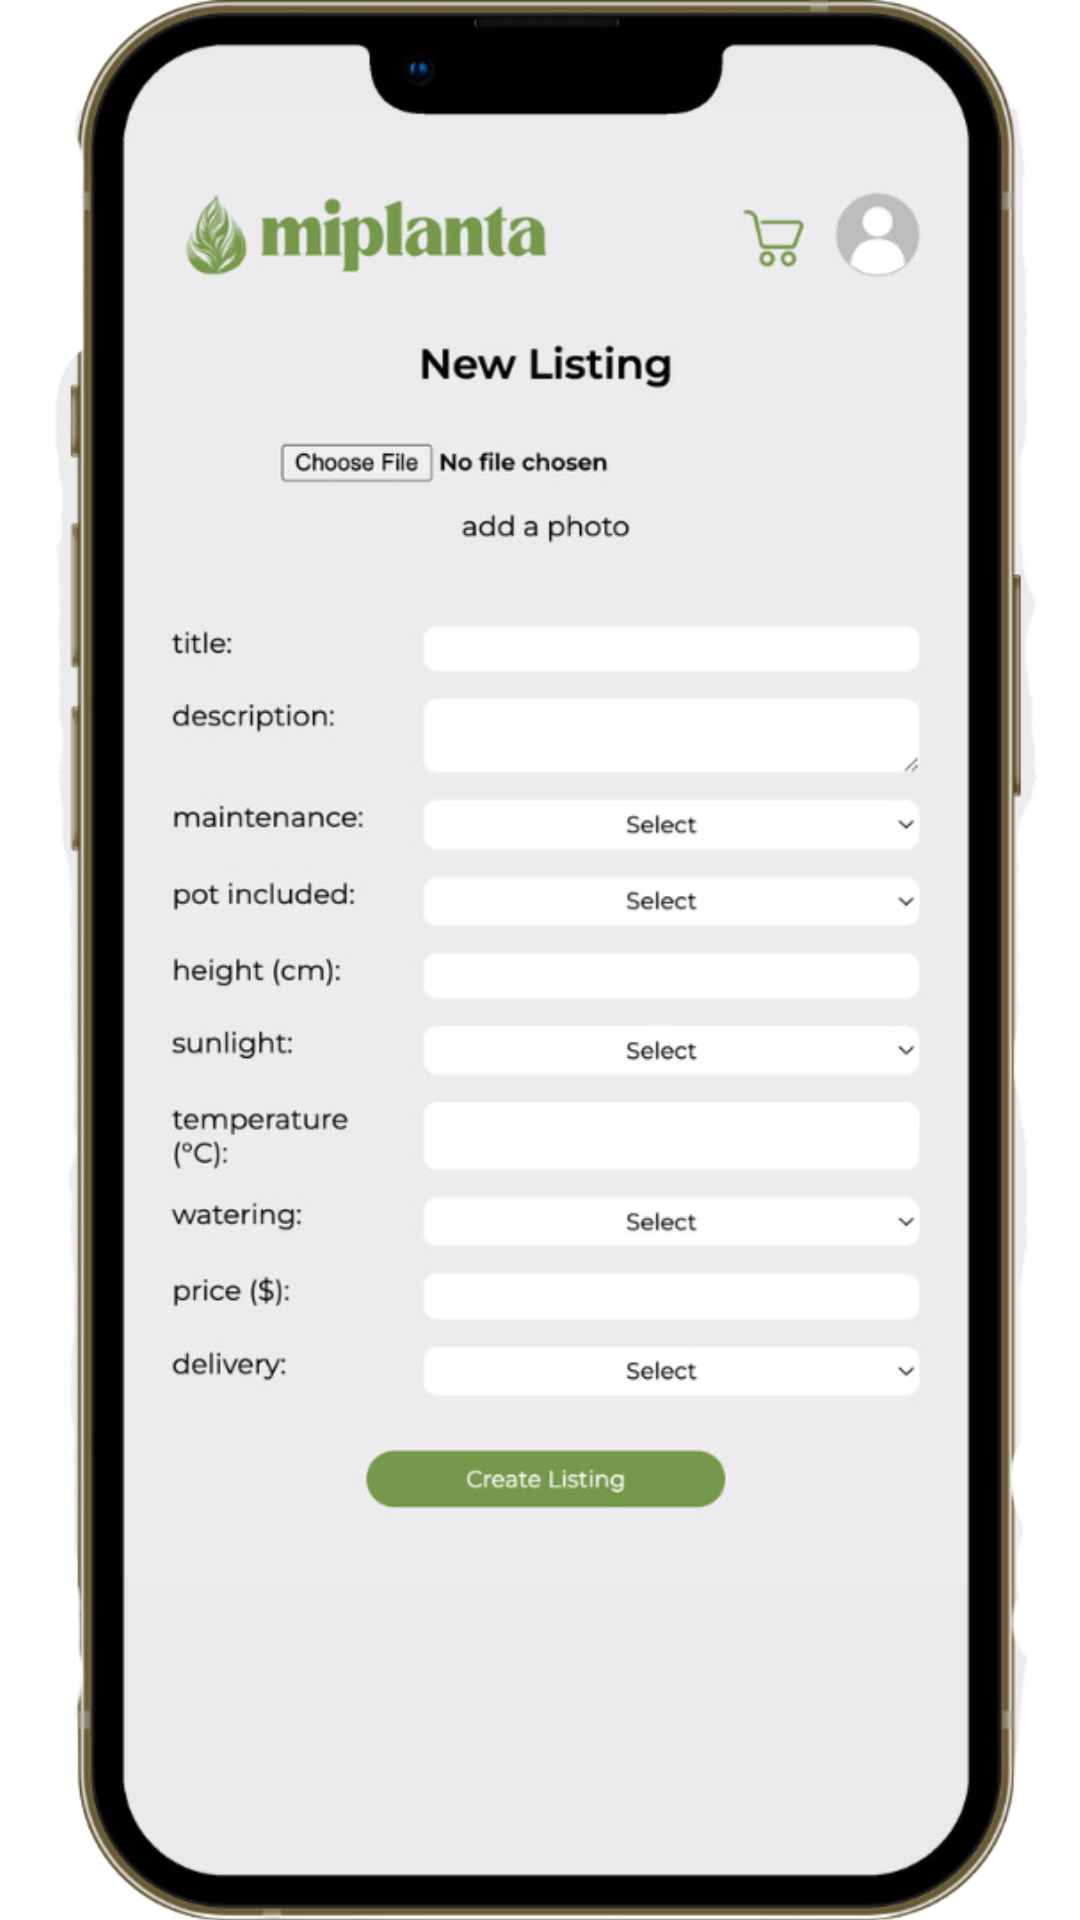 miplanta
New Listing
Choose File No file chosen
add a photo
title:
description:
maintenance: Select
pot included: Select
height (cm):
sunlight: Select
temperature
(°C):
watering: Select
price ($):
delivery: Select
Create Listing